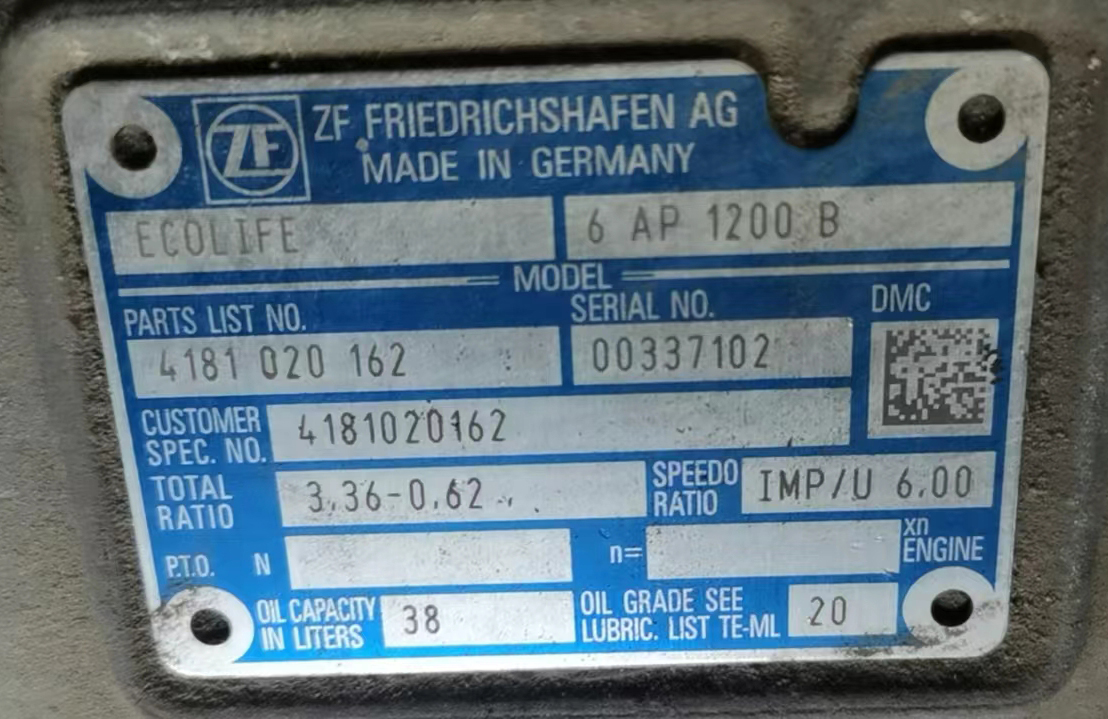 ZF
ZF FRIEDRICHSHAFEN AG
MADE IN GERMANY
ECOLIFE
6 AP 1200 B
MODEL
PARTS LIST NO.
SERIAL NO.
DMC
4181 020 162
00337102
CUSTOMER
SPEC. NO.
4181020162
TOTAL
RATIO
3.36-0.62
SPEEDO
RATIO
IMP/U 6.00
P.T.O. N
n=
xn
ENGINE
OIL CAPACITY
IN LITERS
38
OIL GRADE SEE
LUBRIC. LIST TE-ML
20